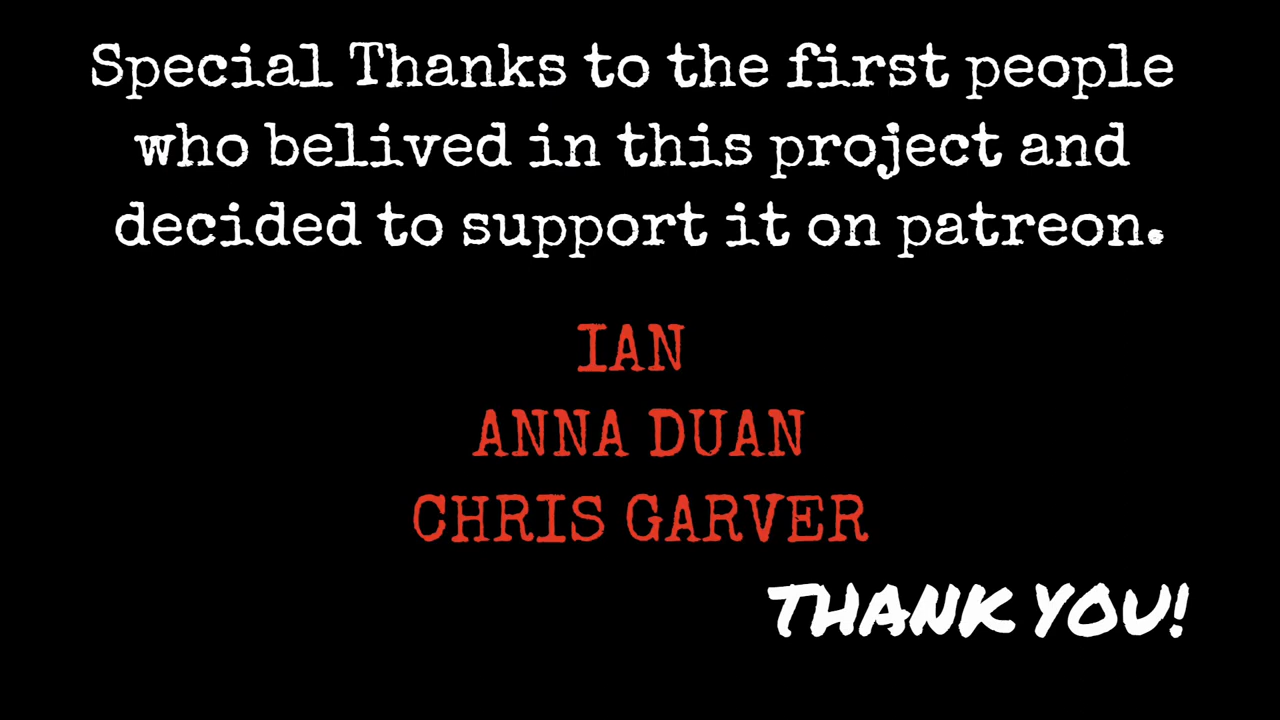 Special Thanks to the first people
who belived in this project and
decided to support it on patreon.
IAN
ANNA DUAN
CHRIS GARVER
THANK YOU!